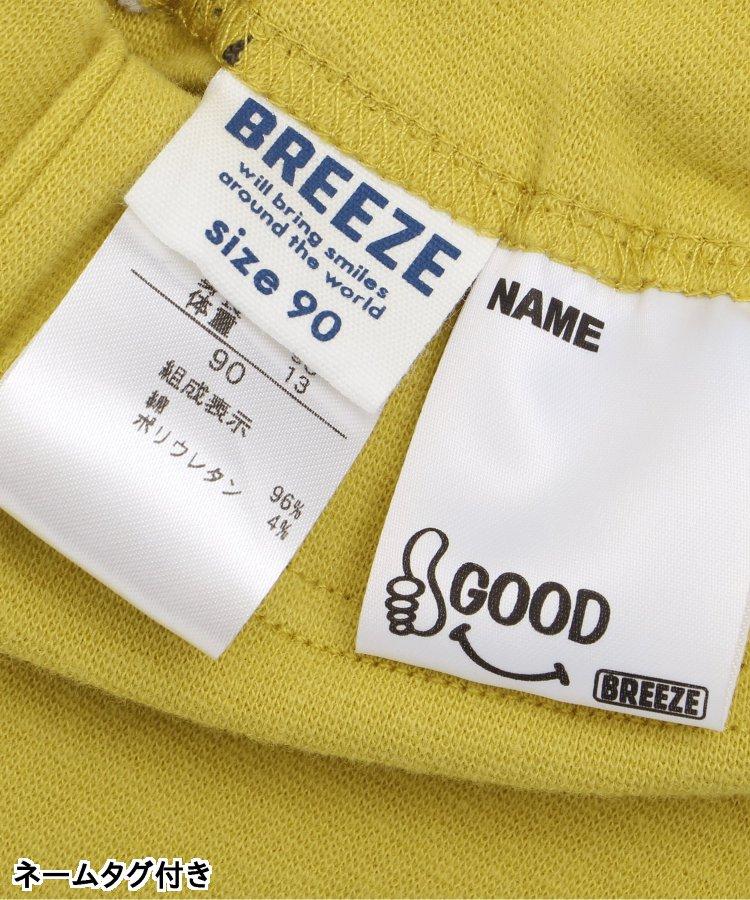 BREEZE
will bring smiles
around the world
size 90
体重
13
90
組成表示
綿
96%
ポリウレタン
4%
NAME
GOOD
BREEZE
ネームタグ付き